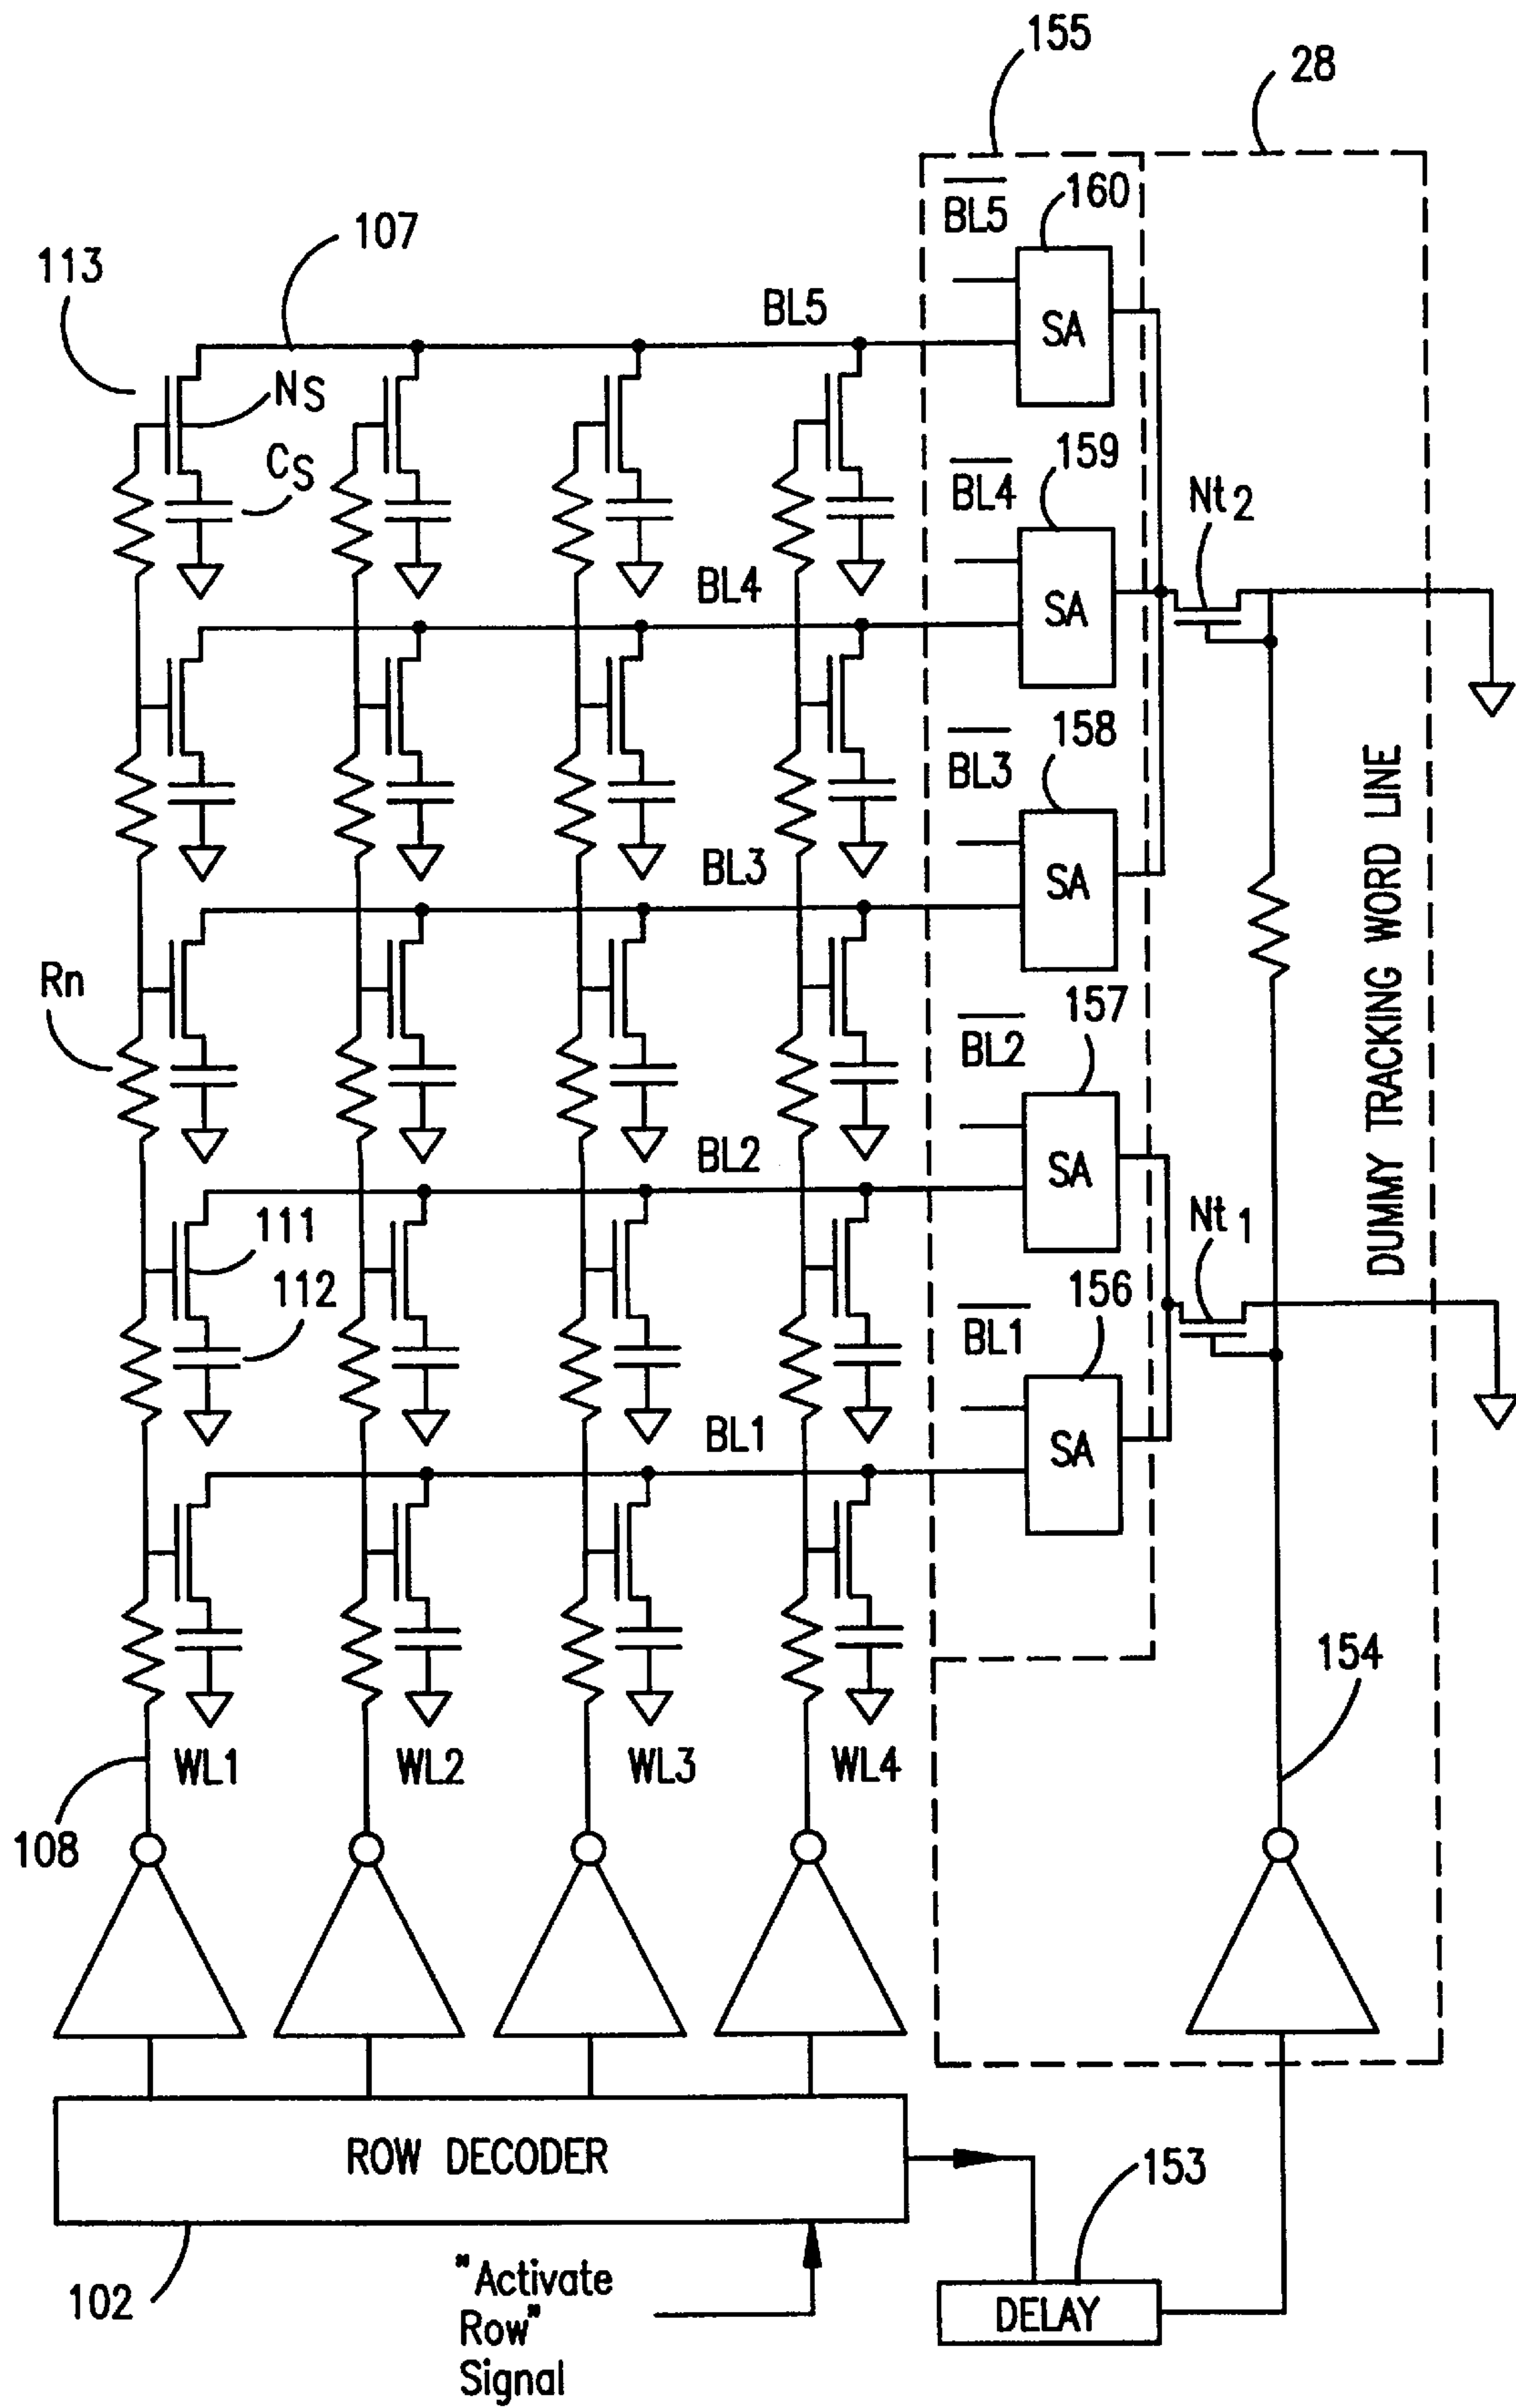 155
28
BL5
160
107
113
BL5
SA
NS
CS
BL4
159
Nt2
BL4
SA
BL3
158
DUMMY TRACKING WORD LINE
BL3
SA
Rn
BL2
157
BL2
SA
Nt1
111
112
BL1
156
BL1
SA
154
WL1
WL2
WL3
WL4
108
ROW DECODER
153
102
"Activate
Row"
Signal
DELAY